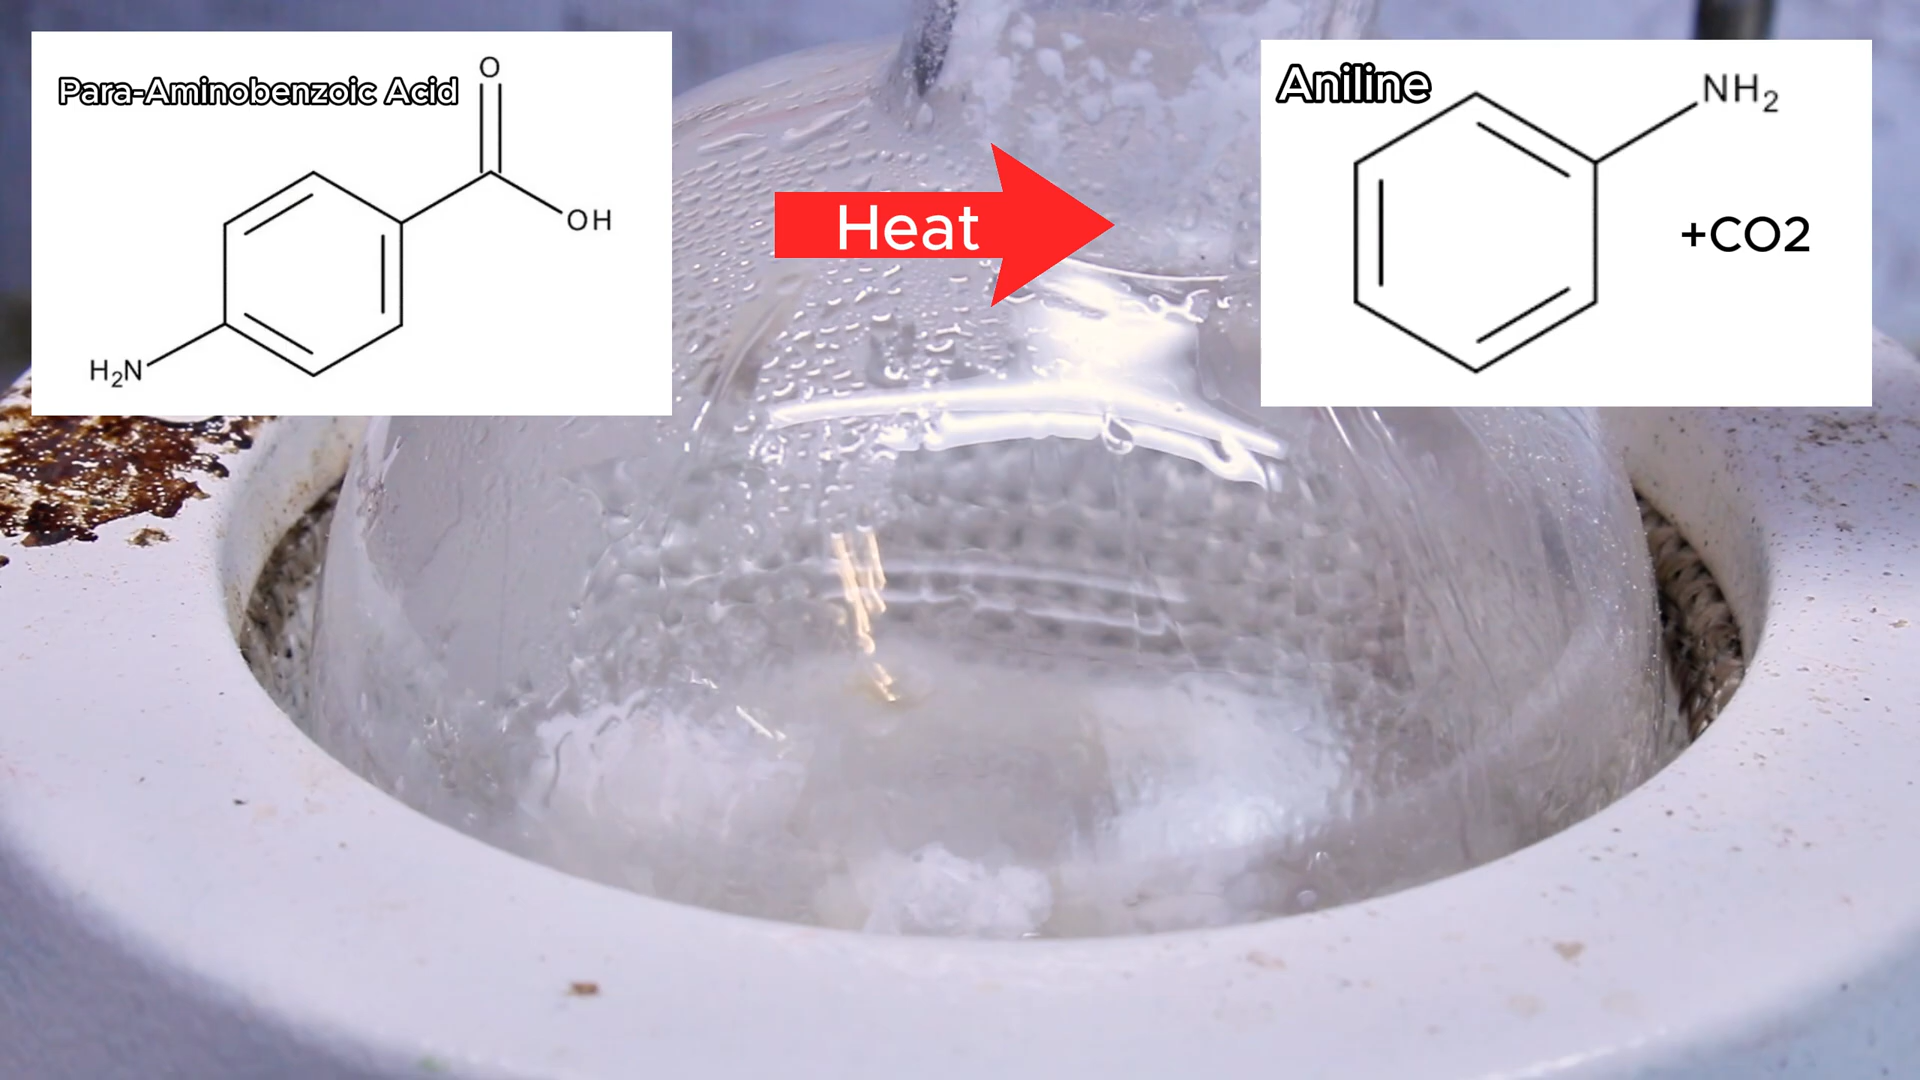 Para-Aminobenzoic Acid
O
OH
H₂N
Heat
Aniline
NH₂
+CO2